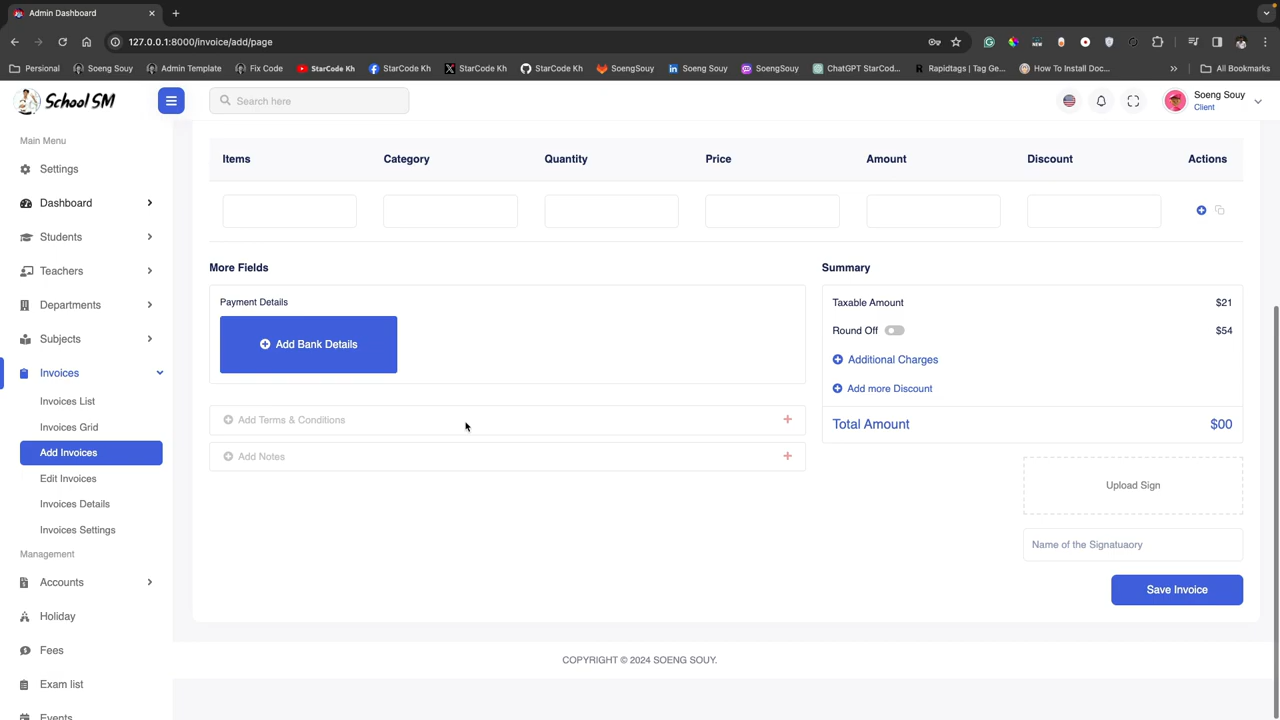 Admin Dashboard
127.0.0.1:8000/invoice/add/page
Personal
Soeng Souy
Admin Template
Fix Code
StarCode Kh
StarCode Kh
StarCode Kh
StarCode Kh
SoengSouy
Soeng Souy
SoengSouy
ChatGPT StarCod...
Rapidtags | Tag Ge...
How To Install Doc...
All Bookmarks
School SM
Search here
Soeng Souy
Client
Main Menu
Settings
Dashboard
Students
Teachers
Departments
Subjects
Invoices
Invoices List
Invoices Grid
Add Invoices
Edit Invoices
Invoices Details
Invoices Settings
Management
Accounts
Holiday
Fees
Exam list
Events
Items Category Quantity Price Amount Discount Actions
More Fields
Payment Details
Add Bank Details
Add Terms & Conditions
Add Notes
Summary
Taxable Amount $21
Round Off $54
Additional Charges
Add more Discount
Total Amount $00
Upload Sign
Name of the Signatuaory
Save Invoice
COPYRIGHT © 2024 SOENG SOUY.